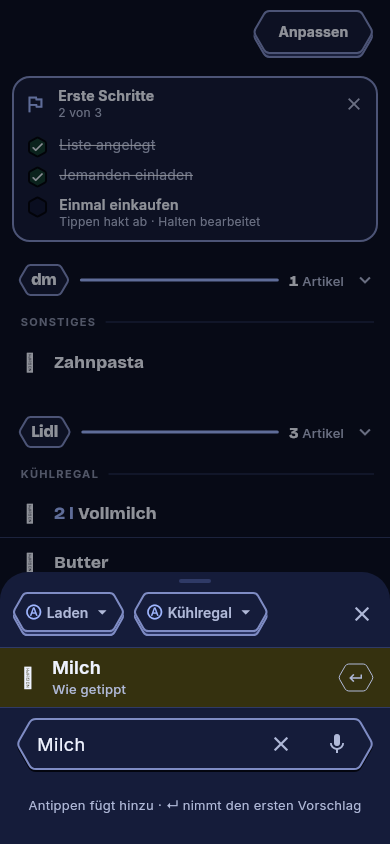 Anpassen
Erste Schritte
2 von 3
Liste angelegt
Jemanden einladen
Einmal einkaufen
Tippen hakt ab · Halten bearbeitet
dm
1 Artikel
SONSTIGES
Zahnpasta
Lidl
3 Artikel
KÜHLREGAL
2 l Vollmilch
Butter
A Laden
A Kühlregal
Milch
Wie getippt
Milch
Antippen fügt hinzu · ↵ nimmt den ersten Vorschlag